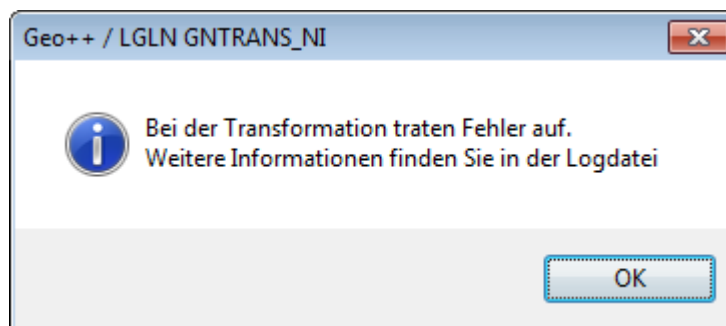 Geo++ / LGLN GNTRANS_NI
Bei der Transformation traten Fehler auf.
Weitere Informationen finden Sie in der Logdatei
OK